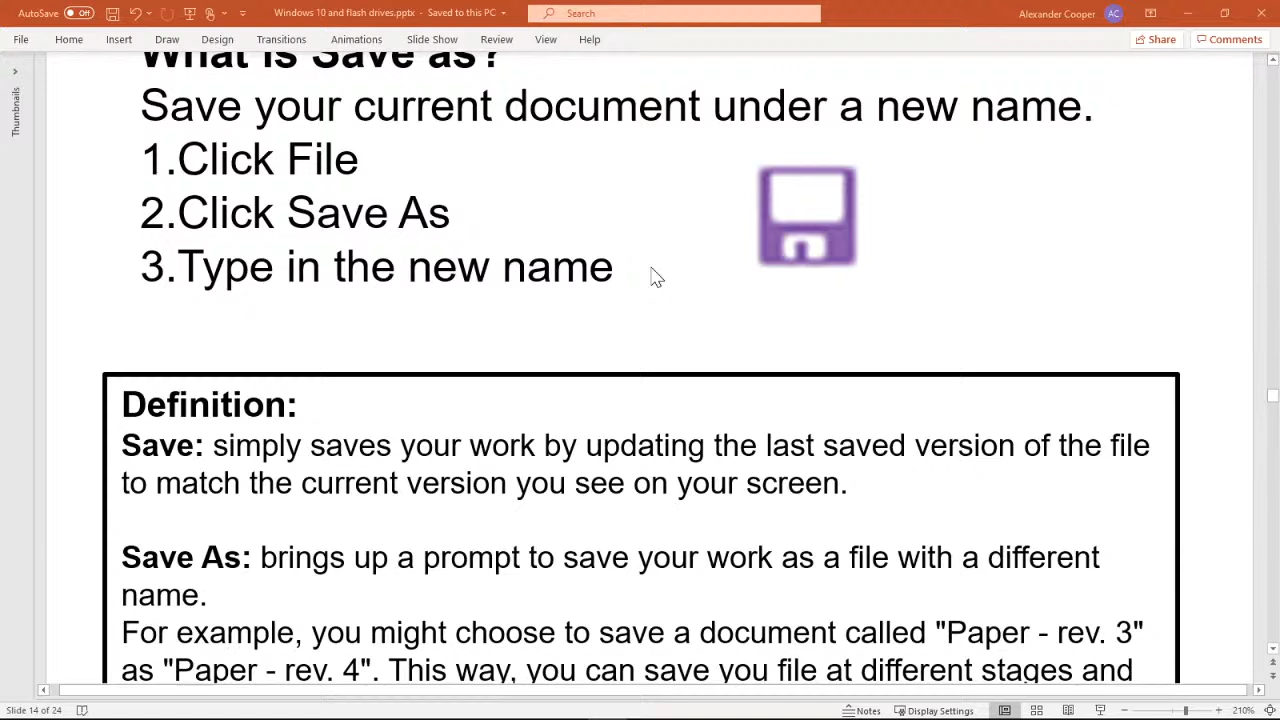 AutoSave Off Windows 10 and flash drives.pptx - Saved to this PC Search Alexander Cooper AC
File Home Insert Draw Design Transitions Animations Slide Show Review View Help Share Comments
Thumbnails
What is Save as?
Save your current document under a new name.
1.Click File
2.Click Save As
3.Type in the new name
Definition:
Save: simply saves your work by updating the last saved version of the file
to match the current version you see on your screen.
Save As: brings up a prompt to save your work as a file with a different
name.
For example, you might choose to save a document called "Paper - rev. 3"
as "Paper - rev. 4". This way, you can save you file at different stages and
Slide 14 of 24 Notes Display Settings 210%